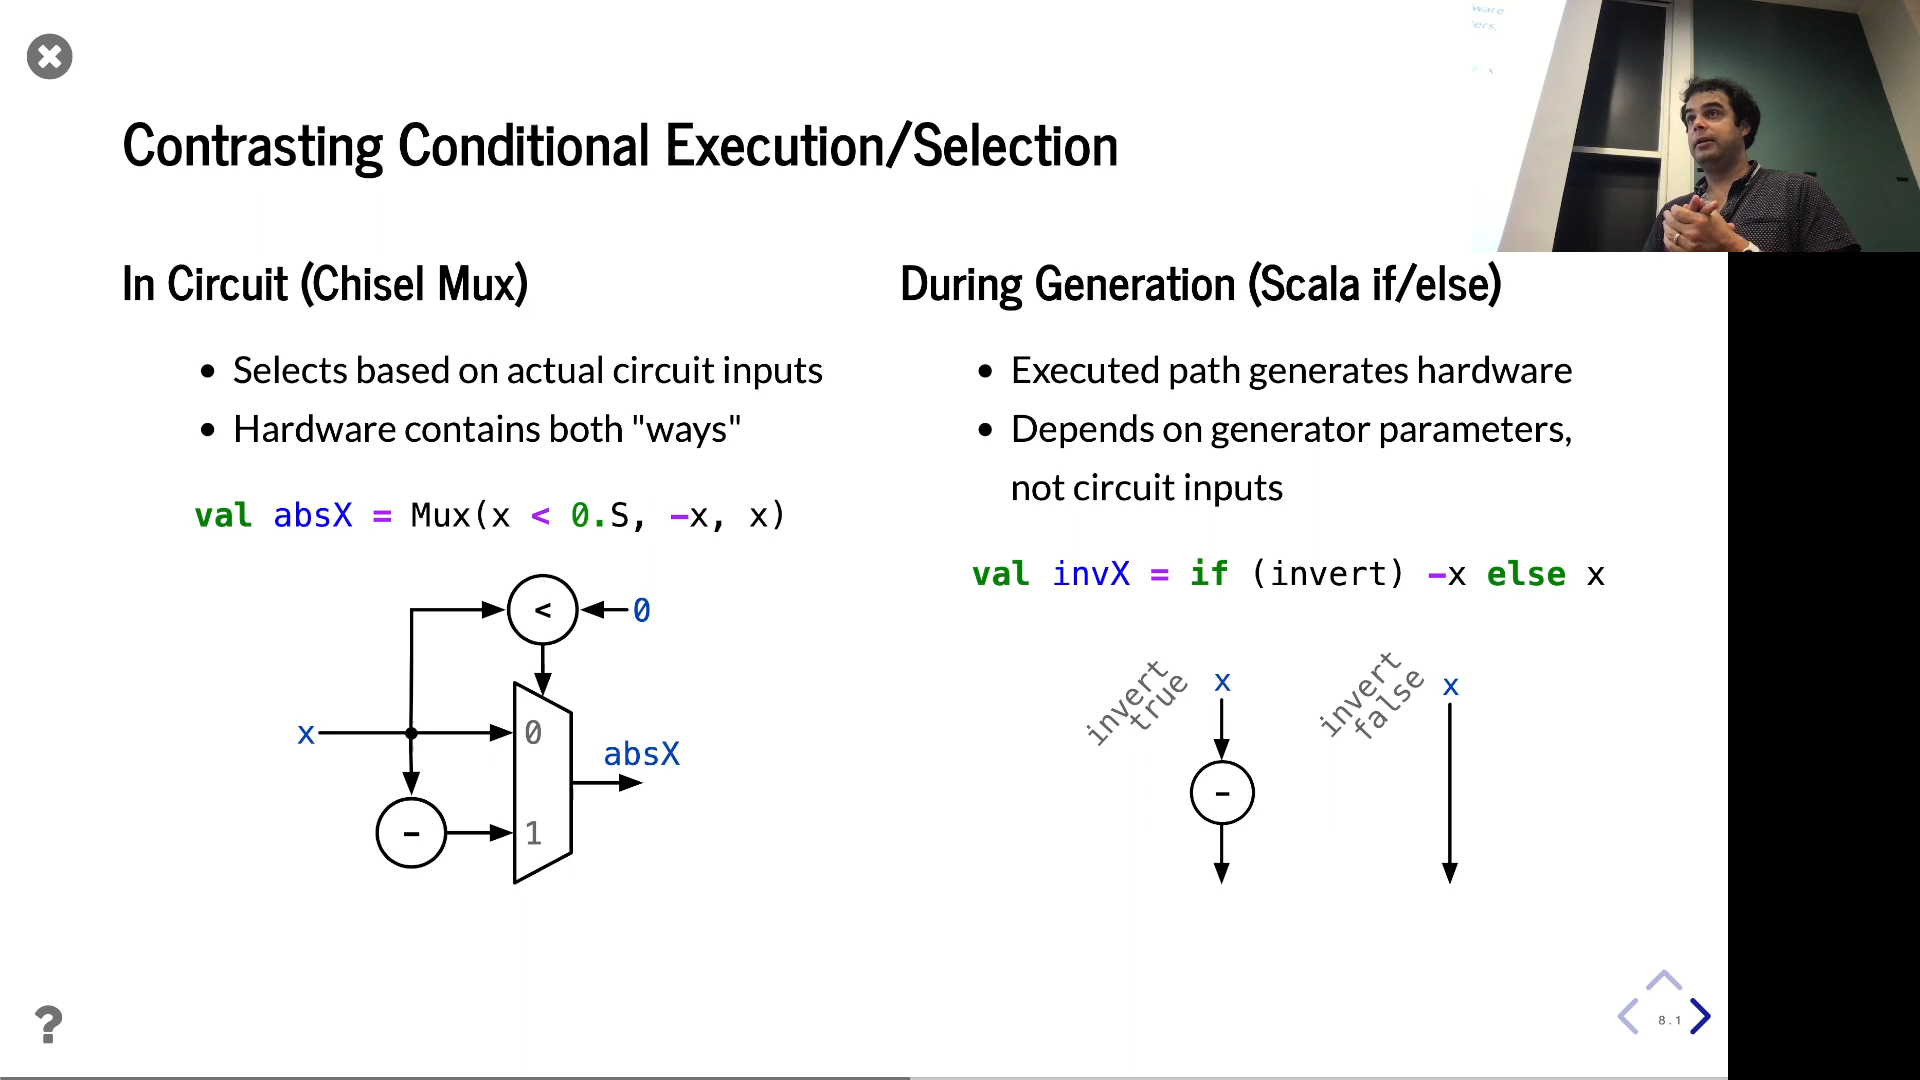 Contrasting Conditional Execution/Selection
In Circuit (Chisel Mux)
Selects based on actual circuit inputs
Hardware contains both "ways"
val absX = Mux(x < 0.S, -x, x)
<
0
x
0
absX
-
1
During Generation (Scala if/else)
Executed path generates hardware
Depends on generator parameters,
not circuit inputs
val invX = if (invert) -x else x
invert
true
x
-
invert
false
x
8.1
?
ware
ers,
x